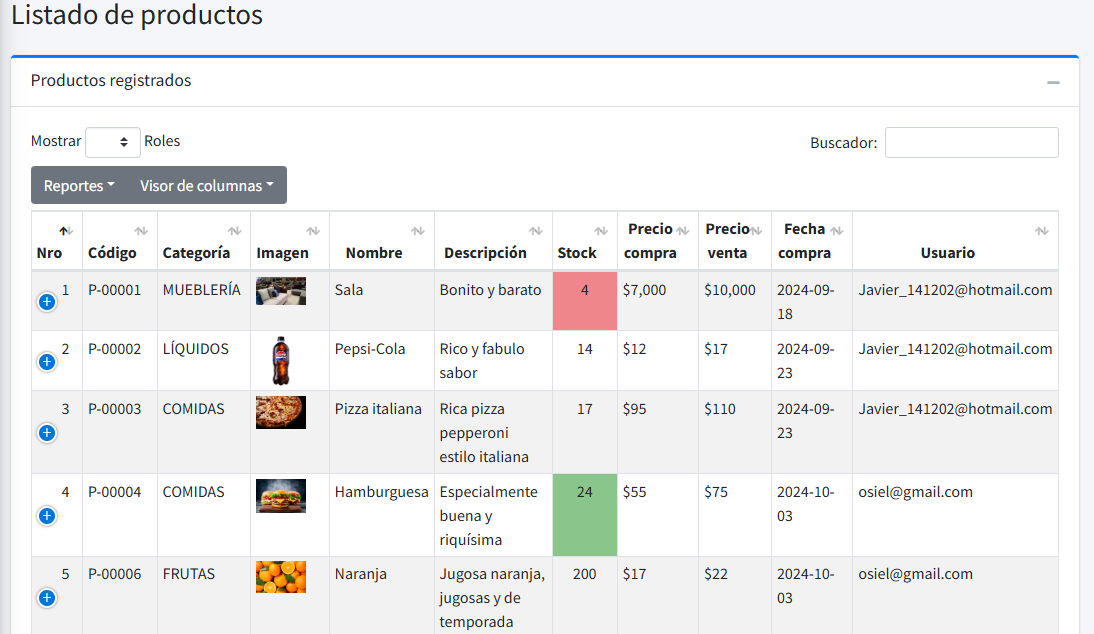 Listado de productos
Productos registrados
Mostrar Roles
Buscador:
Reportes Visor de columnas
Nro Código Categoría Imagen Nombre Descripción Stock Precio compra Precio venta Fecha compra Usuario
1 P-00001 MUEBLERÍA Sala Bonito y barato 4 $7,000 $10,000 2024-09-18 Javier_141202@hotmail.com
2 P-00002 LÍQUIDOS Pepsi-Cola Rico y fabulo sabor 14 $12 $17 2024-09-23 Javier_141202@hotmail.com
3 P-00003 COMIDAS Pizza italiana Rica pizza pepperoni estilo italiana 17 $95 $110 2024-09-23 Javier_141202@hotmail.com
4 P-00004 COMIDAS Hamburguesa Especialmente buena y riquísima 24 $55 $75 2024-10-03 osiel@gmail.com
5 P-00006 FRUTAS Naranja Jugosa naranja, jugosas y de temporada 200 $17 $22 2024-10-03 osiel@gmail.com